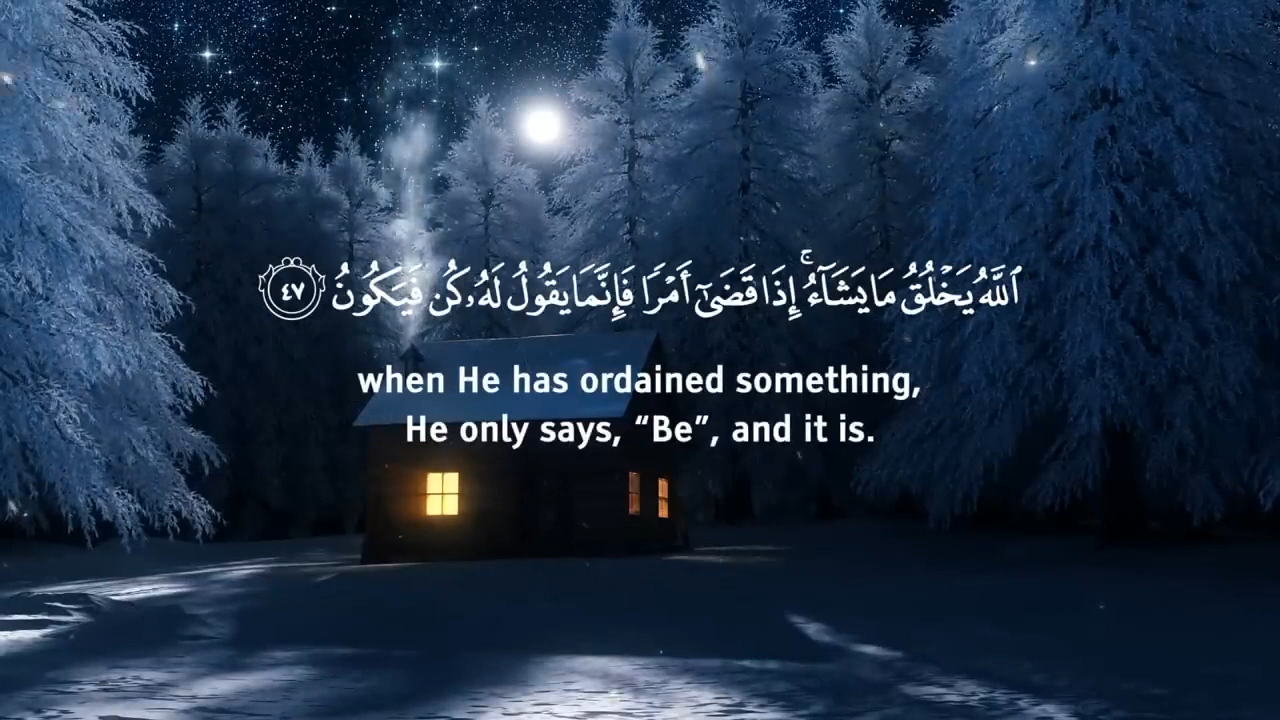 ٱللَّهُ يَخْلُقُ مَا يَشَآءُ ۚ إِذَا قَضَىٰٓ أَمْرًا فَإِنَّمَا يَقُولُ لَهُۥ كُن فَيَكُونُ ٤٧
when He has ordained something,
He only says, “Be”, and it is.